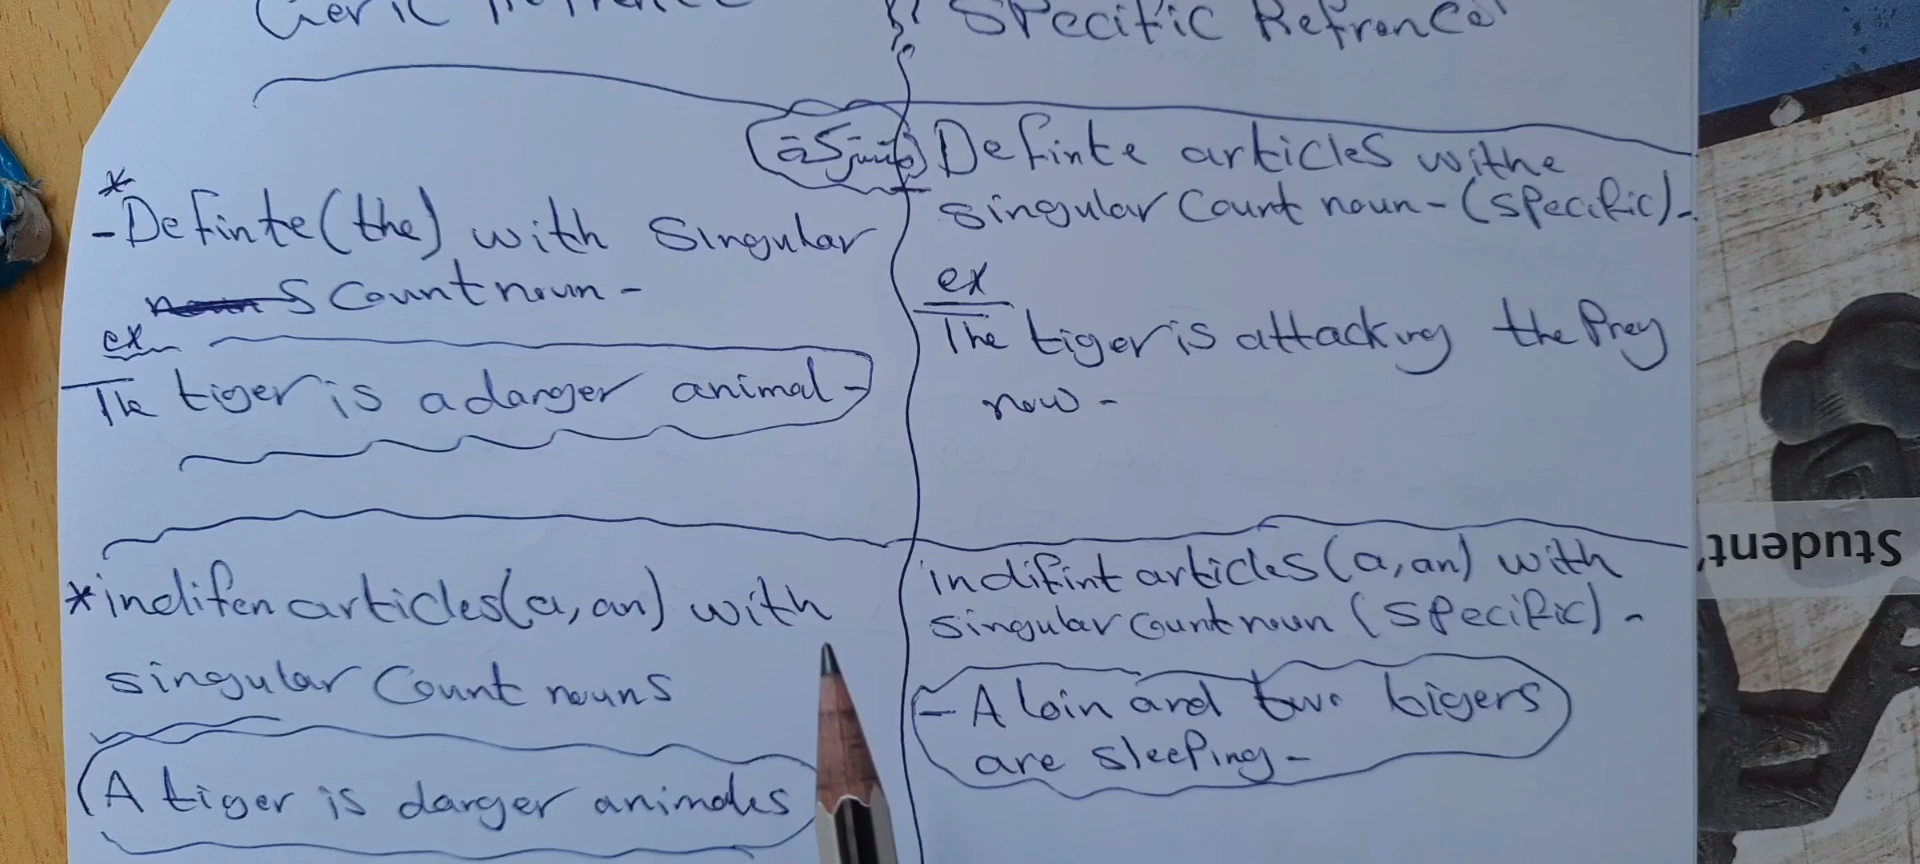 Specific Refrence
Definte articles withe
singular Count noun - (specific) -
* - Definte (the) with Singular
S Count noun -
ex
The tiger is a danger animal -
ex
The tiger is attacking the Prey
now -
* indifen articles (a, an) with
singular Count nouns
A tiger is danger animales
indifint articles (a, an) with
singular Count noun (specific) -
- A loin and two tigers
are sleeping -
Student